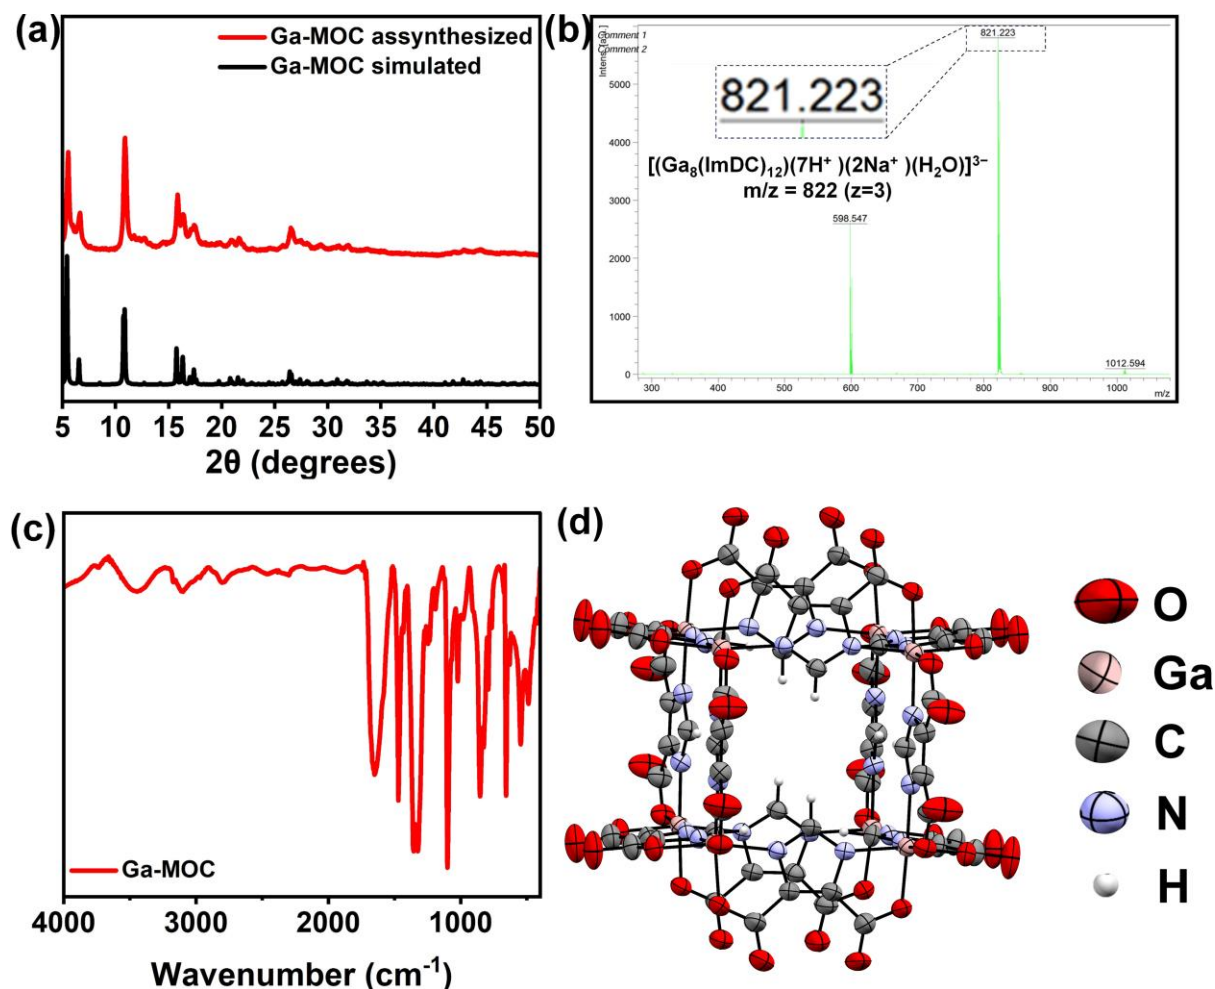 (a)
Ga-MOC assynthesized
Ga-MOC simulated
5 10 15 20 25 30 35 40 45 50
2θ (degrees)
(b)
Comment 1
Comment 2
Intens. [a.u.]
821.223
821.223
[(Ga₈(ImDC)₁₂)(7H⁺ )(2Na⁺ )(H₂O)]³⁻
m/z = 822 (z=3)
598.547
1012.594
5000
4000
3000
2000
1000
0
300 400 500 600 700 800 900 1000
m/z
(c)
Ga-MOC
4000 3000 2000 1000
Wavenumber (cm⁻¹)
(d)
O
Ga
C
N
H